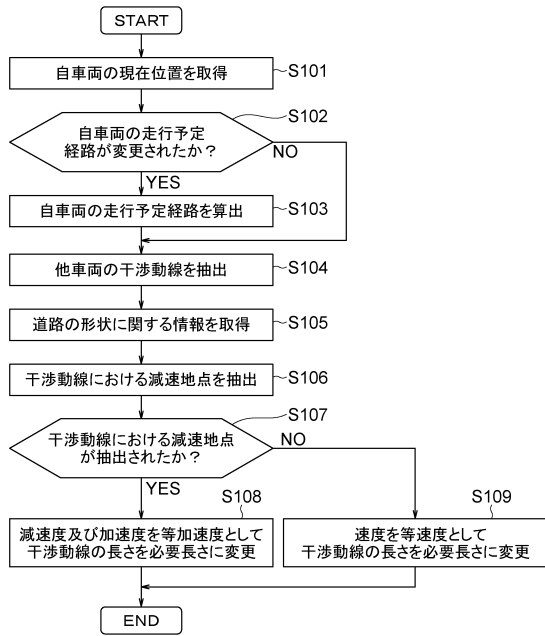 START
自車両の現在位置を取得
S101
自車両の走行予定
経路が変更されたか？
S102
NO
YES
自車両の走行予定経路を算出
S103
他車両の干渉動線を抽出
S104
道路の形状に関する情報を取得
S105
干渉動線における減速地点を抽出
S106
干渉動線における減速地点
が抽出されたか？
S107
NO
YES
S108
減速度及び加速度を等加速度として
干渉動線の長さを必要長さに変更
S109
速度を等速度として
干渉動線の長さを必要長さに変更
END